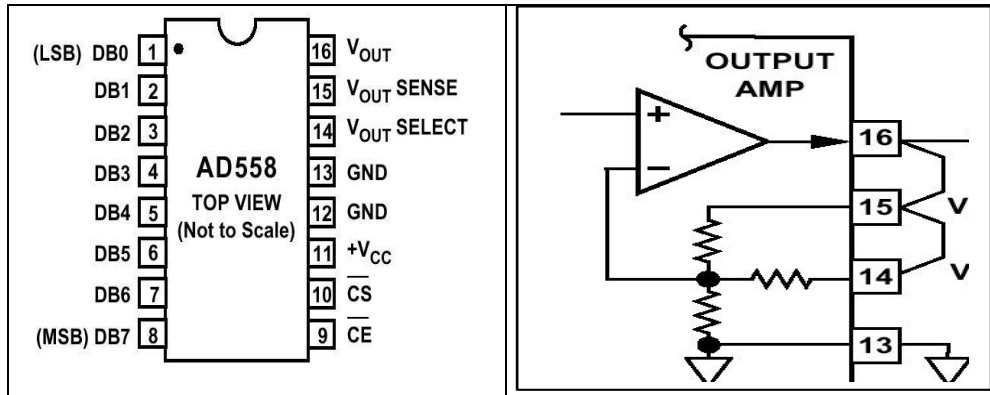 (LSB) DB0 1
DB1 2
DB2 3
DB3 4
DB4 5
DB5 6
DB6 7
(MSB) DB7 8
AD558
TOP VIEW
(Not to Scale)
16 VOUT
15 VOUT SENSE
14 VOUT SELECT
13 GND
12 GND
11 +VCC
10 CS
9 CE
OUTPUT
AMP
+
−
16
15
14
13
V
V